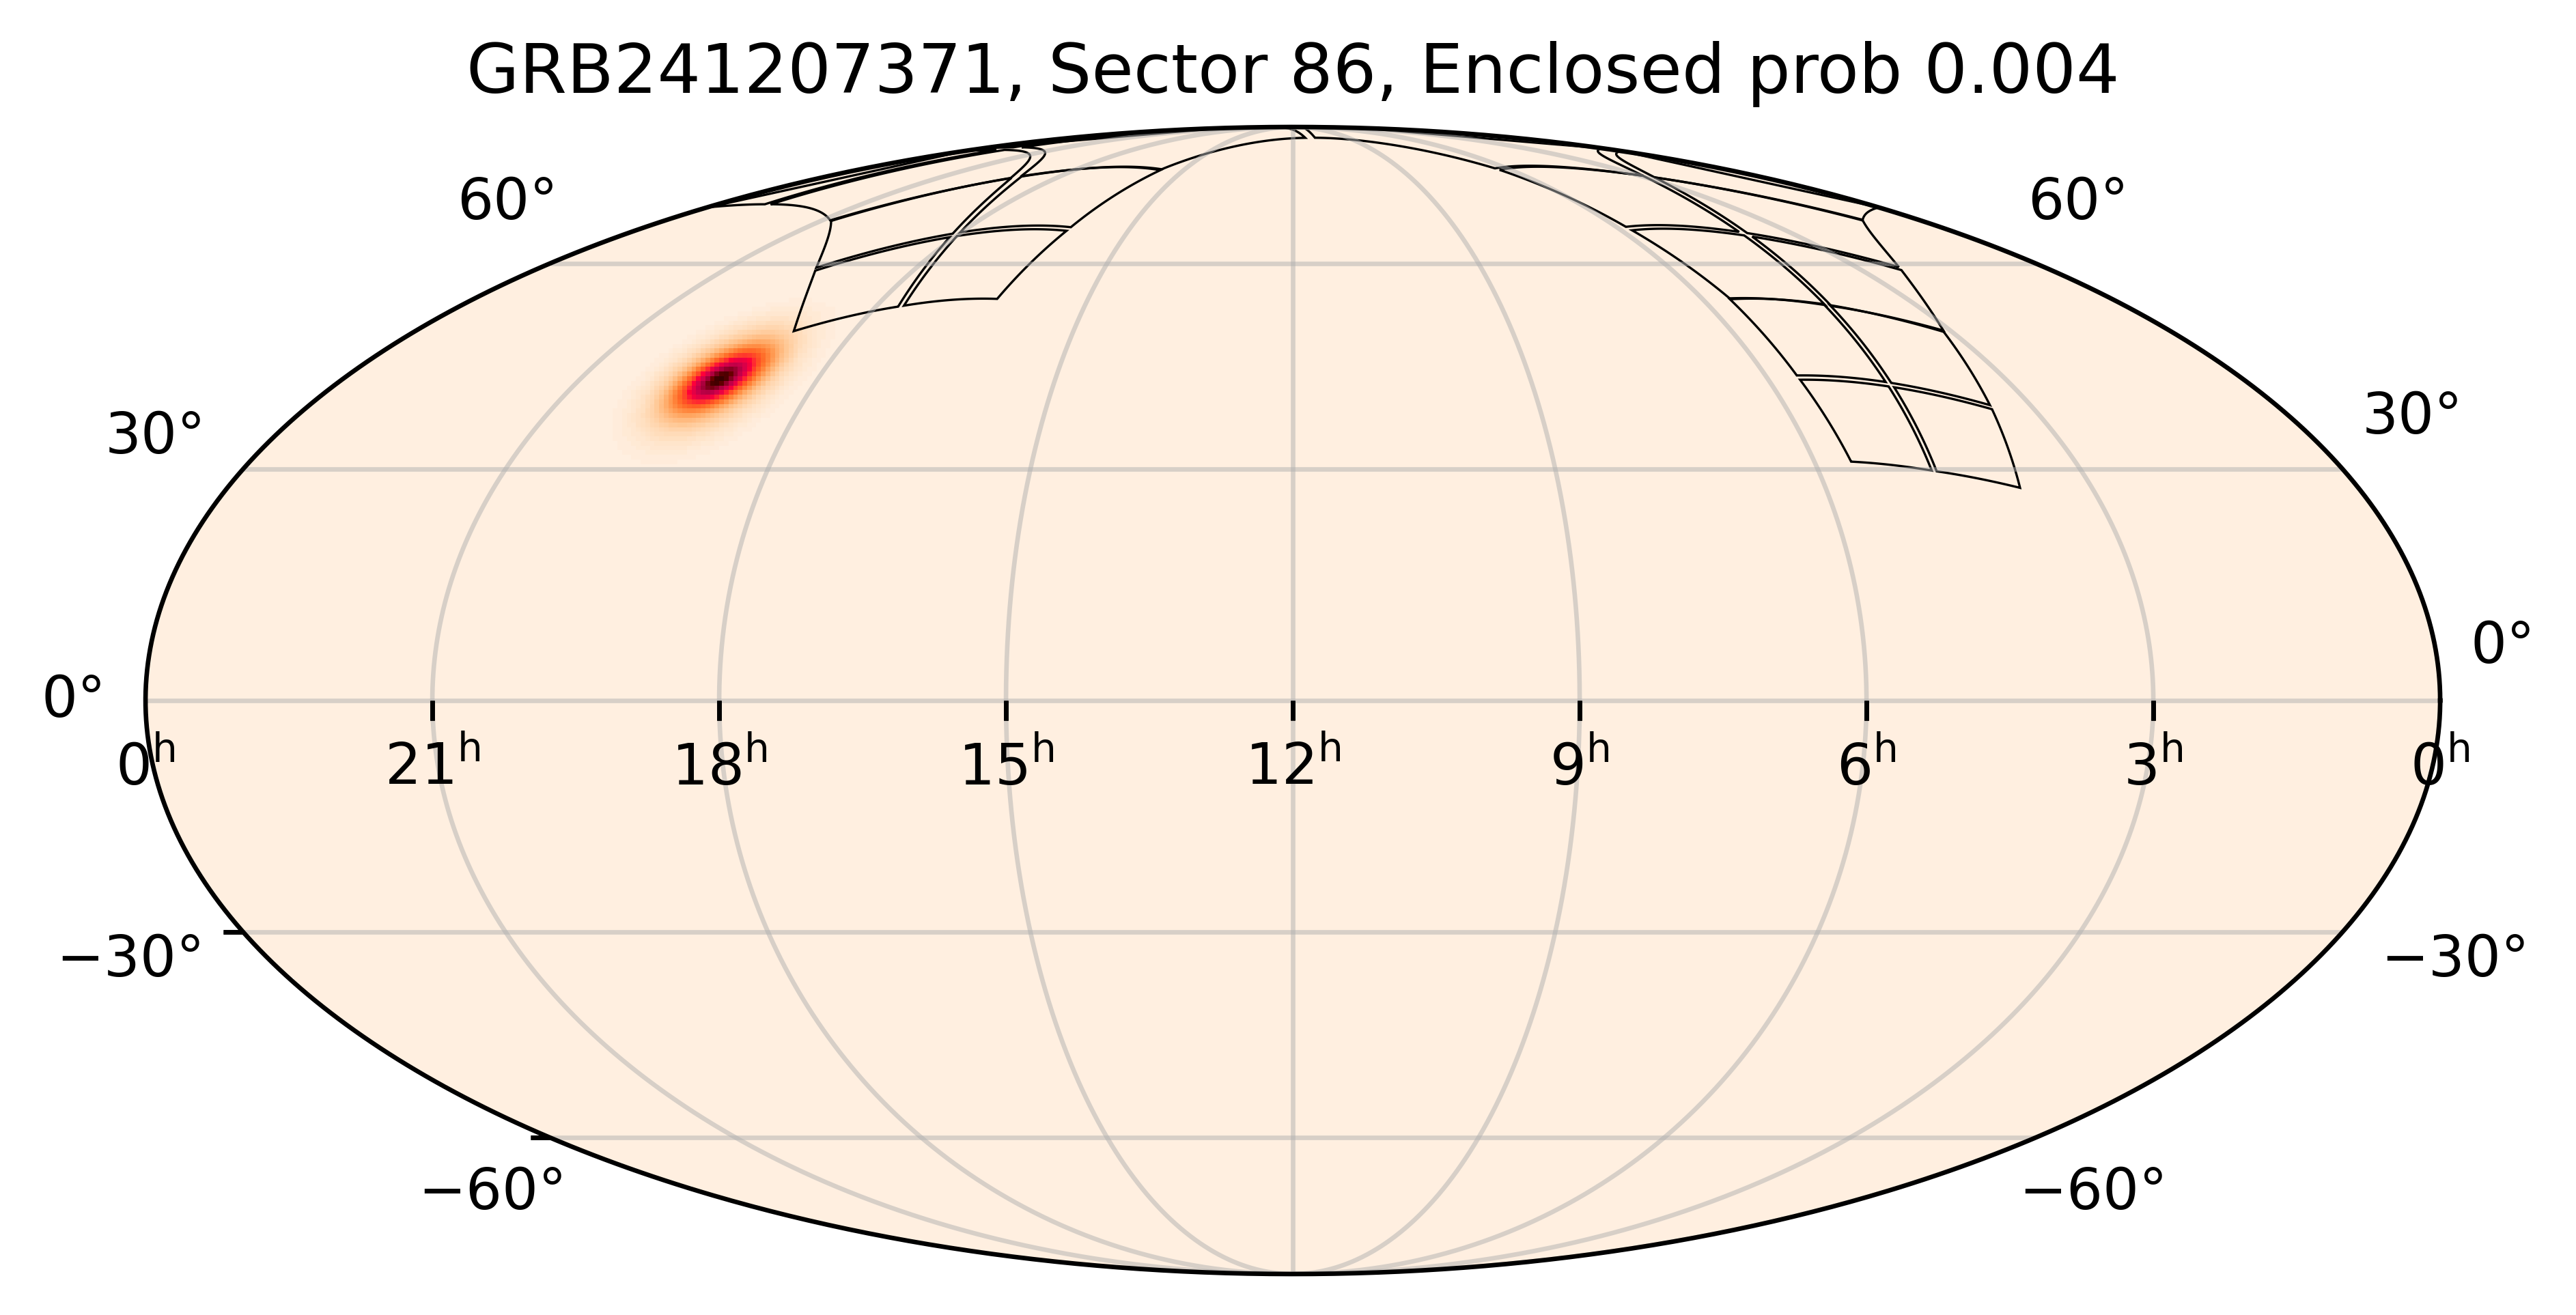 GRB241207371, Sector 86, Enclosed prob 0.004
60° 60°
30° 30°
0° 0°
0ʰ 21ʰ 18ʰ 15ʰ 12ʰ 9ʰ 6ʰ 3ʰ 0ʰ
−30° −30°
−60° −60°